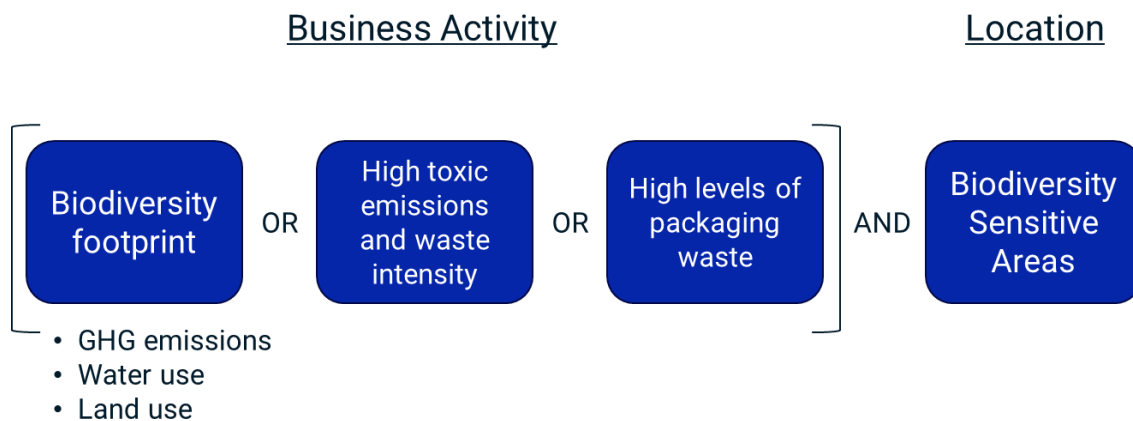 Business Activity
Location
Biodiversity
footprint
OR
High toxic
emissions
and waste
intensity
OR
High levels of
packaging
waste
AND
Biodiversity
Sensitive
Areas
• GHG emissions
• Water use
• Land use